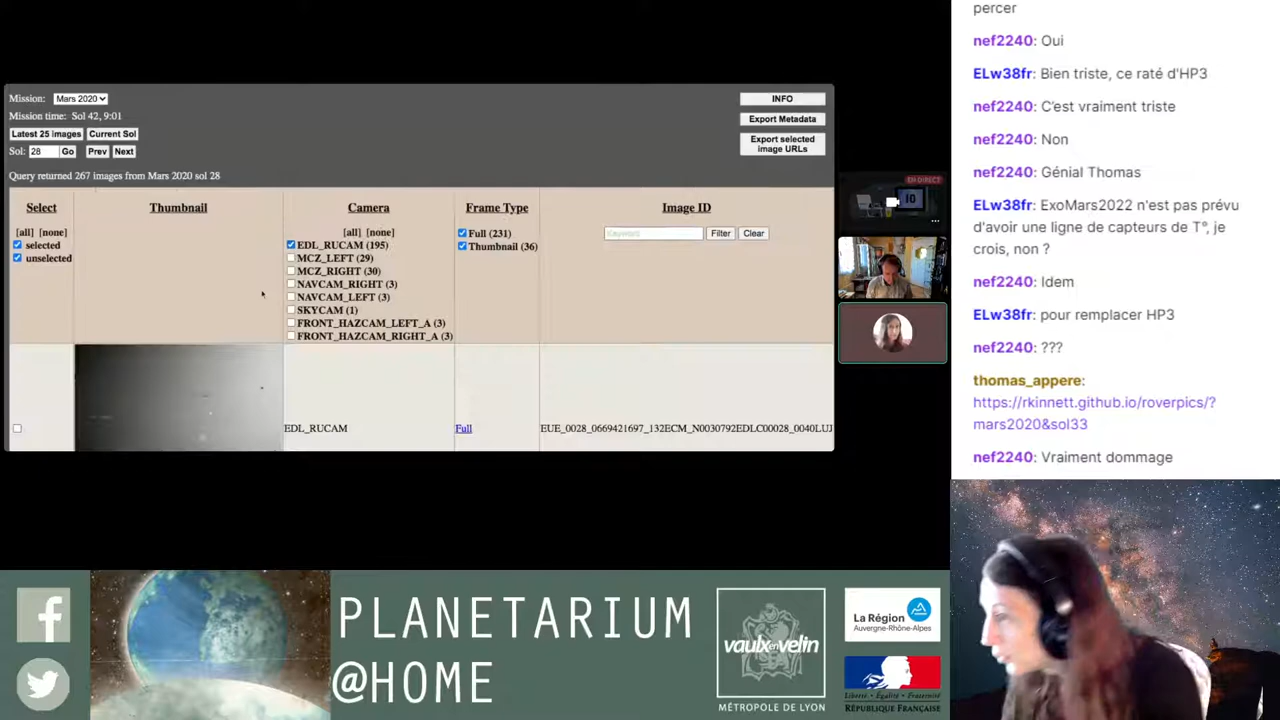 percer
nef2240: Oui
ELw38fr: Bien triste, ce raté d'HP3
nef2240: C'est vraiment triste
nef2240: Non
nef2240: Génial Thomas
ELw38fr: ExoMars2022 n'est pas prévu
d'avoir une ligne de capteurs de T°, je
crois, non ?
nef2240: Idem
ELw38fr: pour remplacer HP3
nef2240: ???
thomas_appere:
https://rkinnett.github.io/roverpics/?
mars2020&sol33
nef2240: Vraiment dommage
Mission: Mars 2020
Mission time: Sol 42, 9:01
Latest 25 images Current Sol
Sol: 28 Go Prev Next
INFO
Export Metadata
Export selected
image URLs
Query returned 267 images from Mars 2020 sol 28
Select Thumbnail Camera Frame Type Image ID
[all] [none]
selected
unselected
[all] [none]
EDL_RUCAM (195)
MCZ_LEFT (29)
MCZ_RIGHT (30)
NAVCAM_RIGHT (3)
NAVCAM_LEFT (3)
SKYCAM (1)
FRONT_HAZCAM_LEFT_A (3)
FRONT_HAZCAM_RIGHT_A (3)
Full (231)
Thumbnail (36)
Keyword Filter Clear
EDL_RUCAM Full EUE_0028_0669421697_132ECM_N0030792EDLC00028_0040LUJ
EN DIRECT
PLANETARIUM
@HOME
vaulx en velin
MÉTROPOLE DE LYON
La Région
Auvergne-Rhône-Alpes
Liberté • Égalité • Fraternité
RÉPUBLIQUE FRANÇAISE